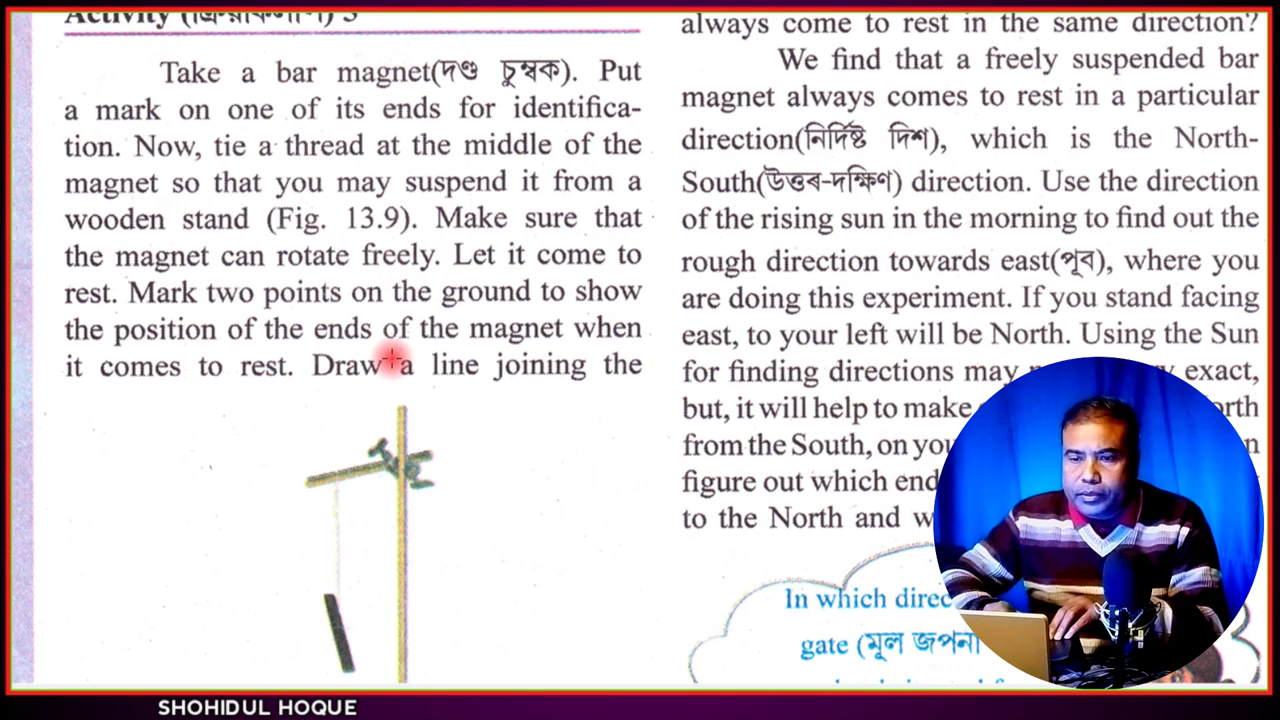 Activity (ক্ৰিয়াকলাপ) 5
Take a bar magnet(দণ্ড চুম্বক). Put
a mark on one of its ends for identifica-
tion. Now, tie a thread at the middle of the
magnet so that you may suspend it from a
wooden stand (Fig. 13.9). Make sure that
the magnet can rotate freely. Let it come to
rest. Mark two points on the ground to show
the position of the ends of the magnet when
it comes to rest. Draw a line joining the
always come to rest in the same direction?
We find that a freely suspended bar
magnet always comes to rest in a particular
direction(নিৰ্দিষ্ট দিশ), which is the North-
South(উত্তৰ-দক্ষিণ) direction. Use the direction
of the rising sun in the morning to find out the
rough direction towards east(পূব), where you
are doing this experiment. If you stand facing
east, to your left will be North. Using the Sun
for finding directions may exact,
but, it will help to make
from the South, on
figure out which end
to the North and
In which
gate (মূল জপনা
SHOHIDUL HOQUE